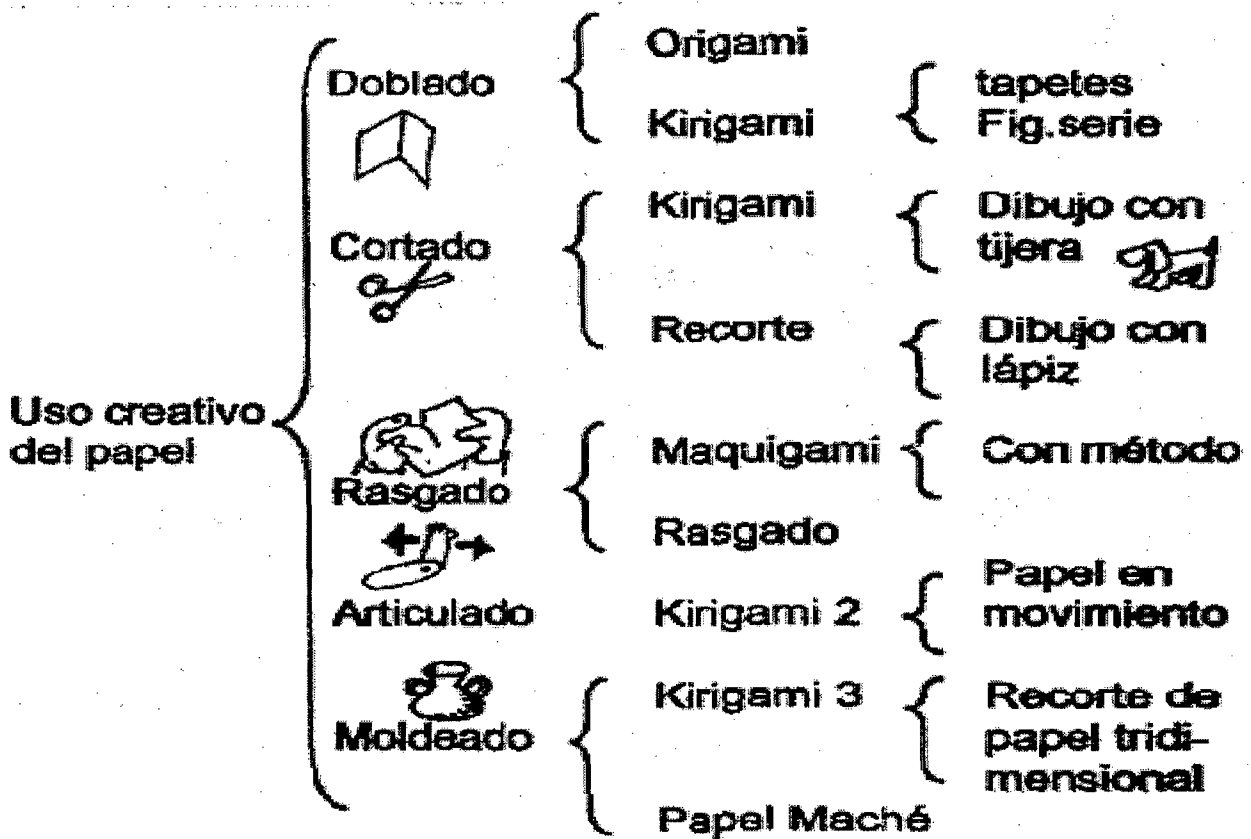 Uso creativo
del papel
Doblado
Origami
Kirigami
tapetes
Fig.serie
Cortado
Kirigami
Dibujo con
tijera
Recorte
Dibujo con
lápiz
Rasgado
Maquigami
Con método
Rasgado
Articulado
Kirigami 2
Papel en
movimiento
Moldeado
Kirigami 3
Recorte de
papel tridi-
mensional
Papel Maché